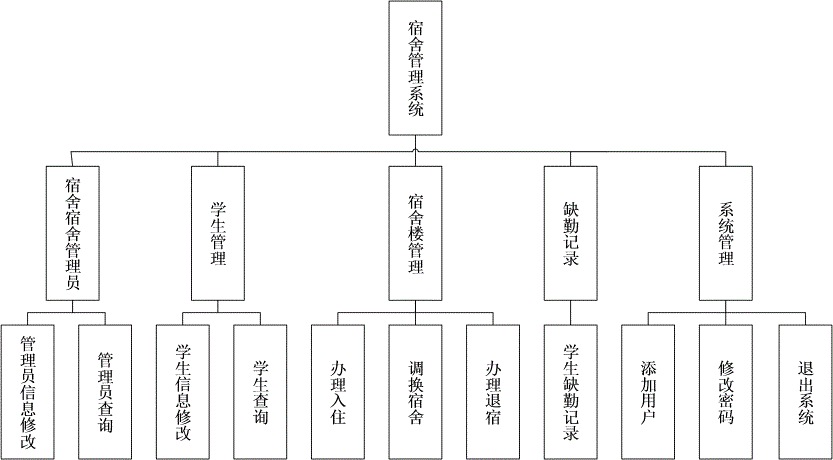 宿舍管理系统
宿舍宿舍管理员
学生管理
宿舍楼管理
缺勤记录
系统管理
管理员信息修改
管理员查询
学生信息修改
学生查询
办理入住
调换宿舍
办理退宿
学生缺勤记录
添加用户
修改密码
退出系统